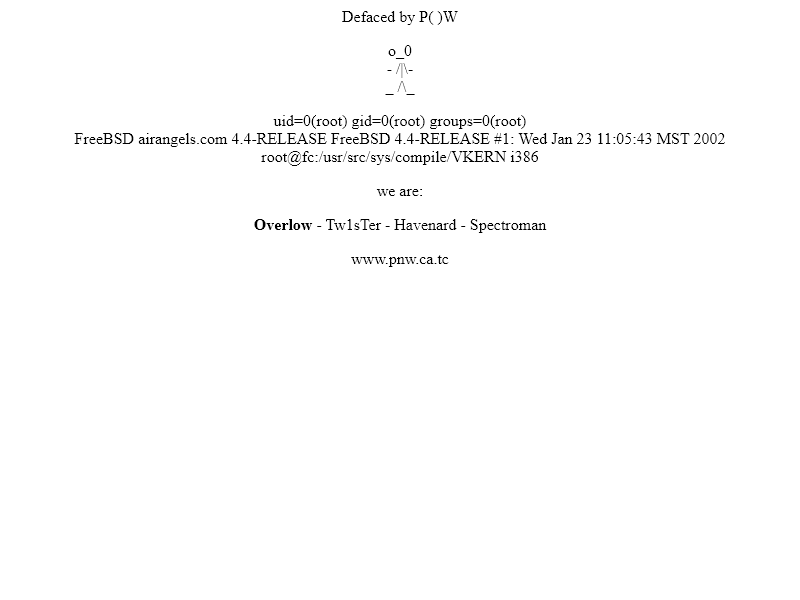 Defaced by P( )W
o_0
- /|\-
_ /\_
uid=0(root) gid=0(root) groups=0(root)
FreeBSD airangels.com 4.4-RELEASE FreeBSD 4.4-RELEASE #1: Wed Jan 23 11:05:43 MST 2002
root@fc:/usr/src/sys/compile/VKERN i386
we are:
Overlow - Tw1sTer - Havenard - Spectroman
www.pnw.ca.tc